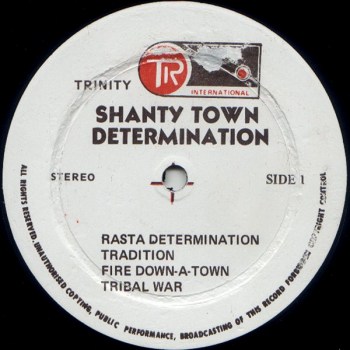 TRINITY
TR
INTERNATIONAL
SHANTY TOWN
DETERMINATION
STEREO
SIDE 1
RASTA DETERMINATION
TRADITION
FIRE DOWN-A-TOWN
TRIBAL WAR
ALL RIGHTS RESERVED. UNAUTHORISED COPYING, PUBLIC PERFORMANCE, BROADCASTING OF THIS RECORD COPYRIGHT CONTROL